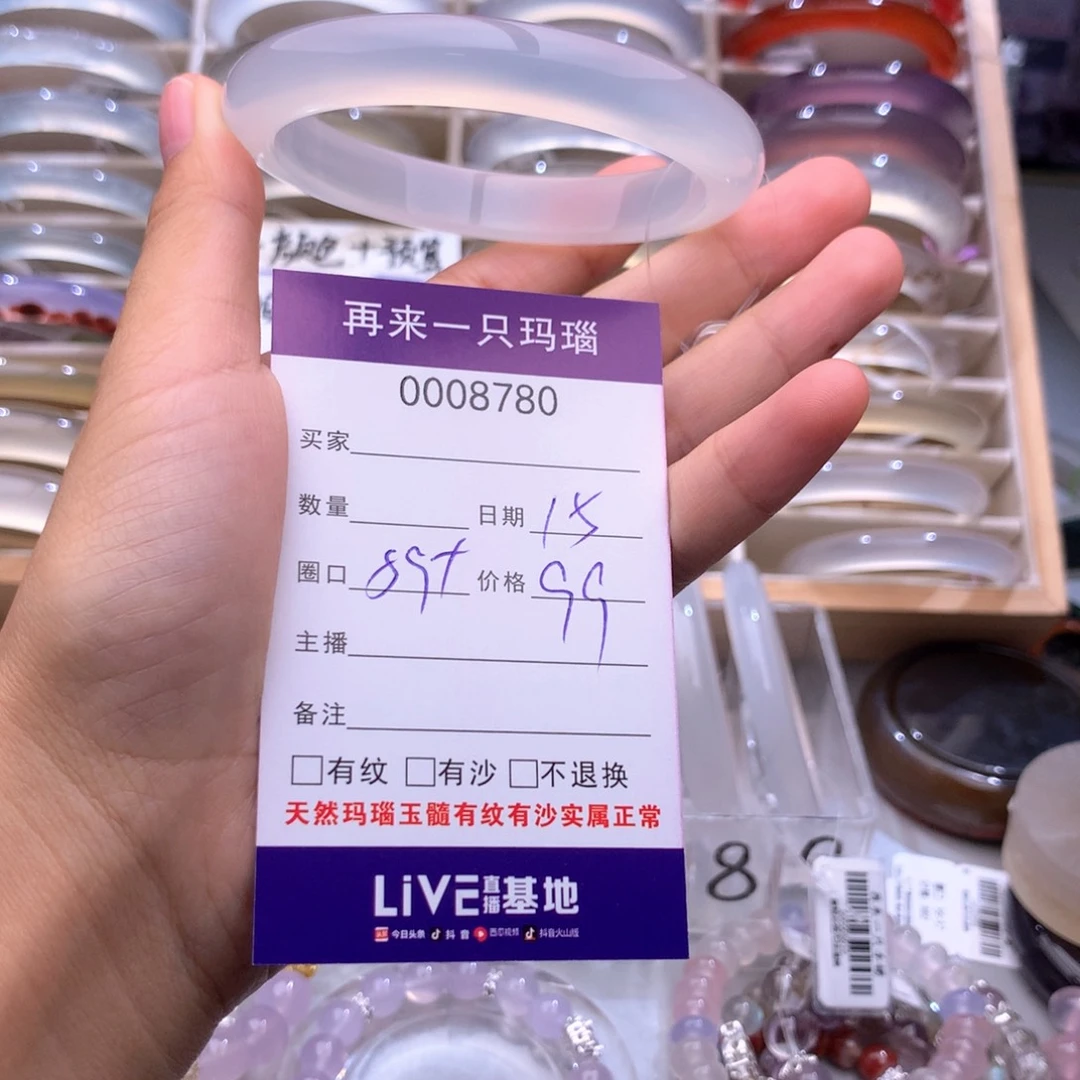 再来一只玛瑙
0008780
买家
数量 日期 15
圈口 89+ 价格 99
主播
备注
□有纹 □有沙 □不退换
天然玛瑙玉髓有纹有沙实属正常
LiVE直播基地
今日头条 抖音 西瓜视频 抖音火山版
8